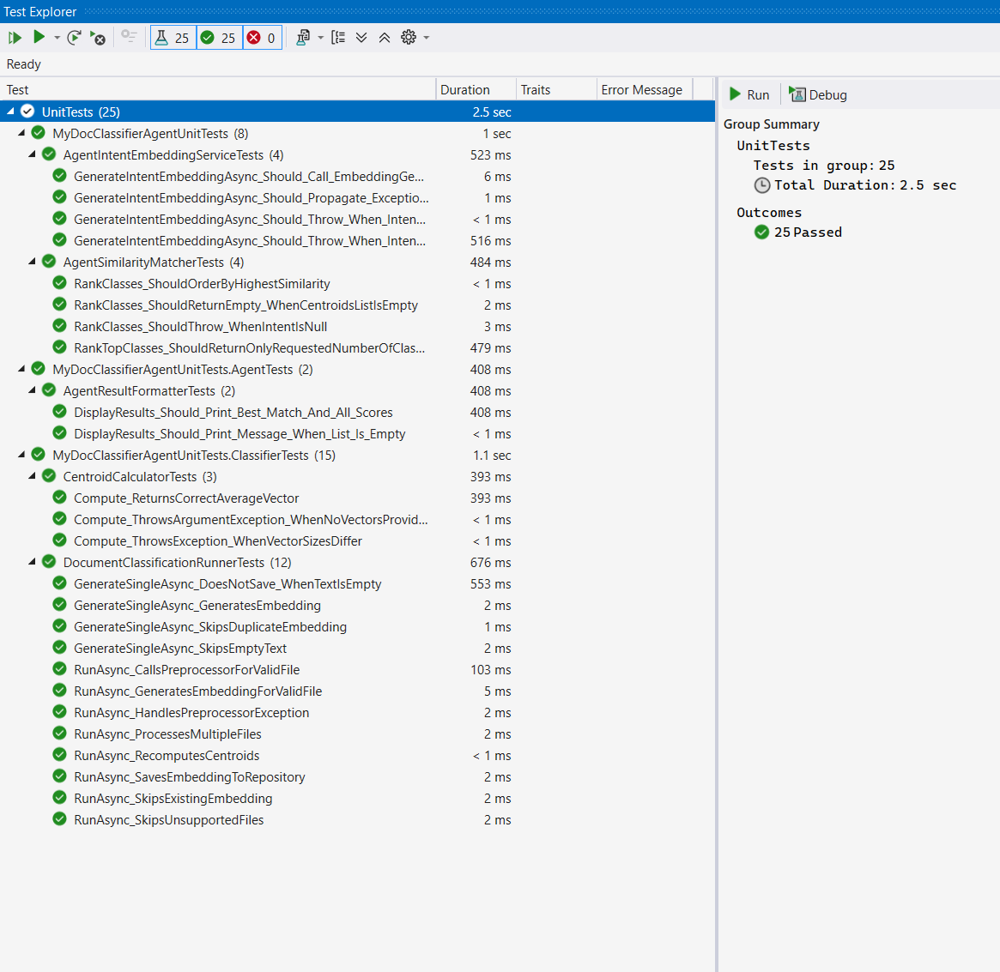 Test Explorer
25 25 0
Ready
Test Duration Traits Error Message
UnitTests (25) 2.5 sec
MyDocClassifierAgentUnitTests (8) 1 sec
AgentIntentEmbeddingServiceTests (4) 523 ms
GenerateIntentEmbeddingAsync_Should_Call_EmbeddingGe... 6 ms
GenerateIntentEmbeddingAsync_Should_Propagate_Exceptio... 1 ms
GenerateIntentEmbeddingAsync_Should_Throw_When_Inten... < 1 ms
GenerateIntentEmbeddingAsync_Should_Throw_When_Inten... 516 ms
AgentSimilarityMatcherTests (4) 484 ms
RankClasses_ShouldOrderByHighestSimilarity < 1 ms
RankClasses_ShouldReturnEmpty_WhenCentroidsListIsEmpty 2 ms
RankClasses_ShouldThrow_WhenIntentIsNull 3 ms
RankTopClasses_ShouldReturnOnlyRequestedNumberOfClas... 479 ms
MyDocClassifierAgentUnitTests.AgentTests (2) 408 ms
AgentResultFormatterTests (2) 408 ms
DisplayResults_Should_Print_Best_Match_And_All_Scores 408 ms
DisplayResults_Should_Print_Message_When_List_Is_Empty < 1 ms
MyDocClassifierAgentUnitTests.ClassifierTests (15) 1.1 sec
CentroidCalculatorTests (3) 393 ms
Compute_ReturnsCorrectAverageVector 393 ms
Compute_ThrowsArgumentException_WhenNoVectorsProvid... < 1 ms
Compute_ThrowsException_WhenVectorSizesDiffer < 1 ms
DocumentClassificationRunnerTests (12) 676 ms
GenerateSingleAsync_DoesNotSave_WhenTextIsEmpty 553 ms
GenerateSingleAsync_GeneratesEmbedding 2 ms
GenerateSingleAsync_SkipsDuplicateEmbedding 1 ms
GenerateSingleAsync_SkipsEmptyText 2 ms
RunAsync_CallsPreprocessorForValidFile 103 ms
RunAsync_GeneratesEmbeddingForValidFile 5 ms
RunAsync_HandlesPreprocessorException 2 ms
RunAsync_ProcessesMultipleFiles 2 ms
RunAsync_RecomputesCentroids < 1 ms
RunAsync_SavesEmbeddingToRepository 2 ms
RunAsync_SkipsExistingEmbedding 2 ms
RunAsync_SkipsUnsupportedFiles 2 ms
Run Debug
Group Summary
UnitTests
Tests in group: 25
Total Duration: 2.5 sec
Outcomes
25 Passed